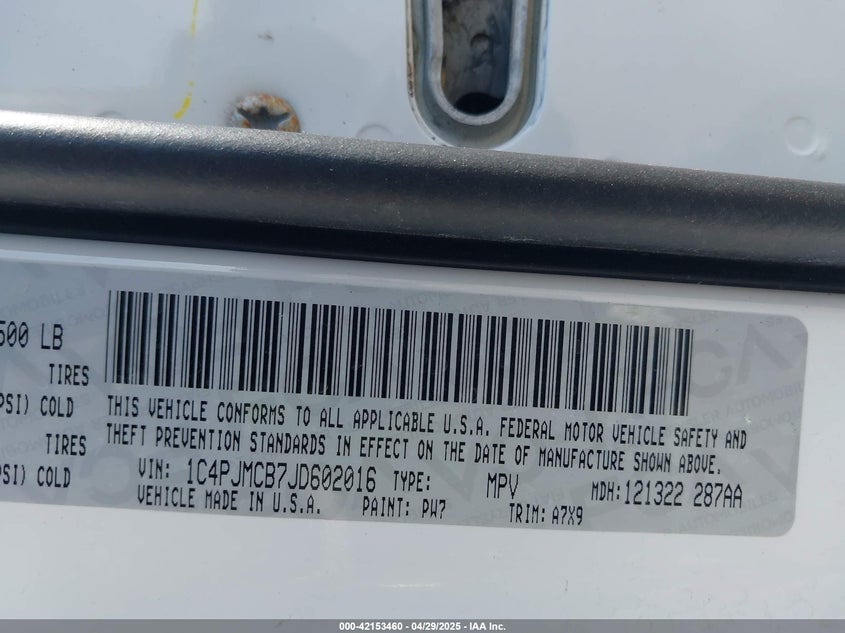 500 LB
TIRES
PSI) COLD
TIRES
PSI) COLD
THIS VEHICLE CONFORMS TO ALL APPLICABLE U.S.A. FEDERAL MOTOR VEHICLE SAFETY AND
THEFT PREVENTION STANDARDS IN EFFECT ON THE DATE OF MANUFACTURE SHOWN ABOVE.
VIN: 1C4PJMCB7JD602016 TYPE: MPV MDH:121322 287AA
VEHICLE MADE IN U.S.A. PAINT: PW7 TRIM: A7X9
000-42153460 - 04/29/2025 - IAA Inc.